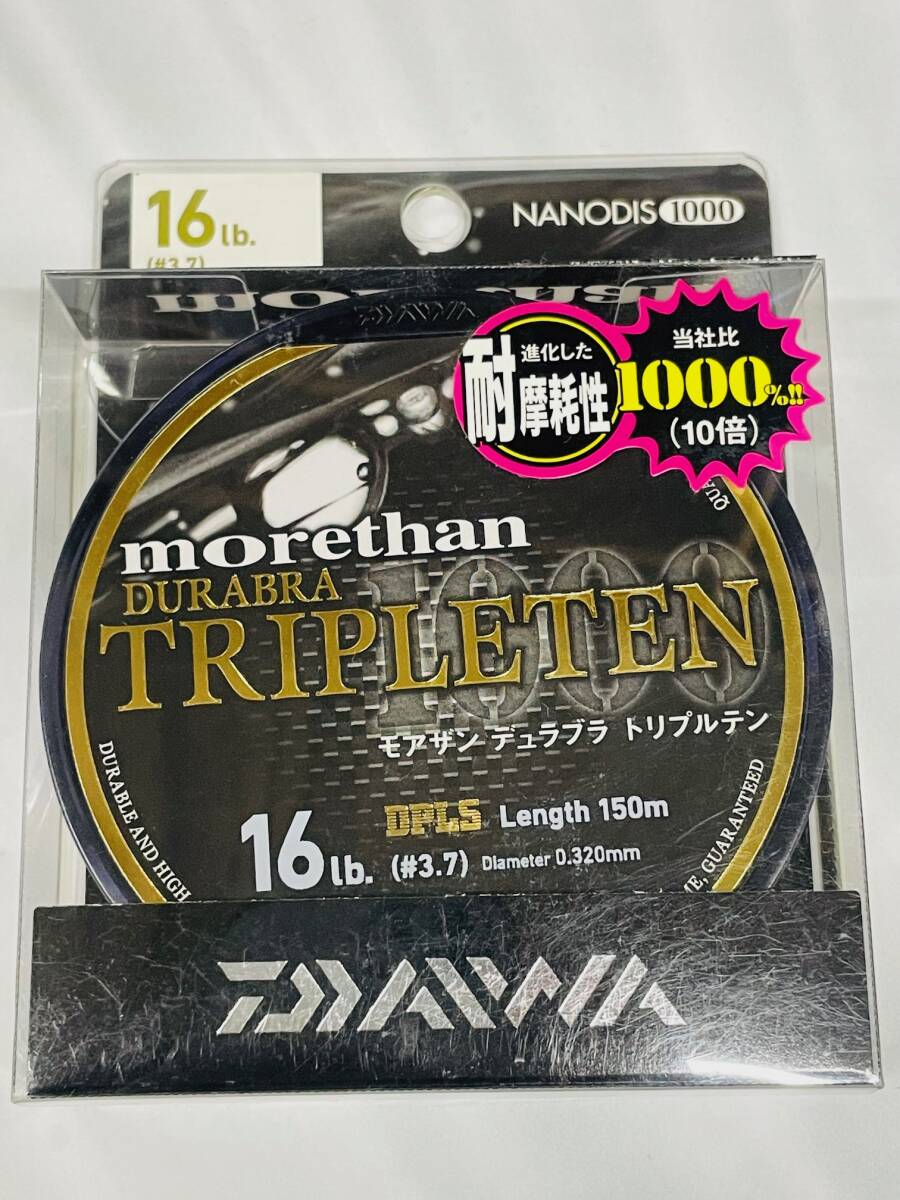 16 lb.
(#3.7)
NANODIS 1000
DAIWA
進化した
耐摩耗性
当社比
1000%!!
(10倍)
morethan
DURABRA
1000
TRIPLETEN
モアザン デュラブラ トリプルテン
DPLS Length 150m
16 lb. (#3.7) Diameter 0.320mm
DURABLE AND HIGH
GUARANTEED
DAIWA